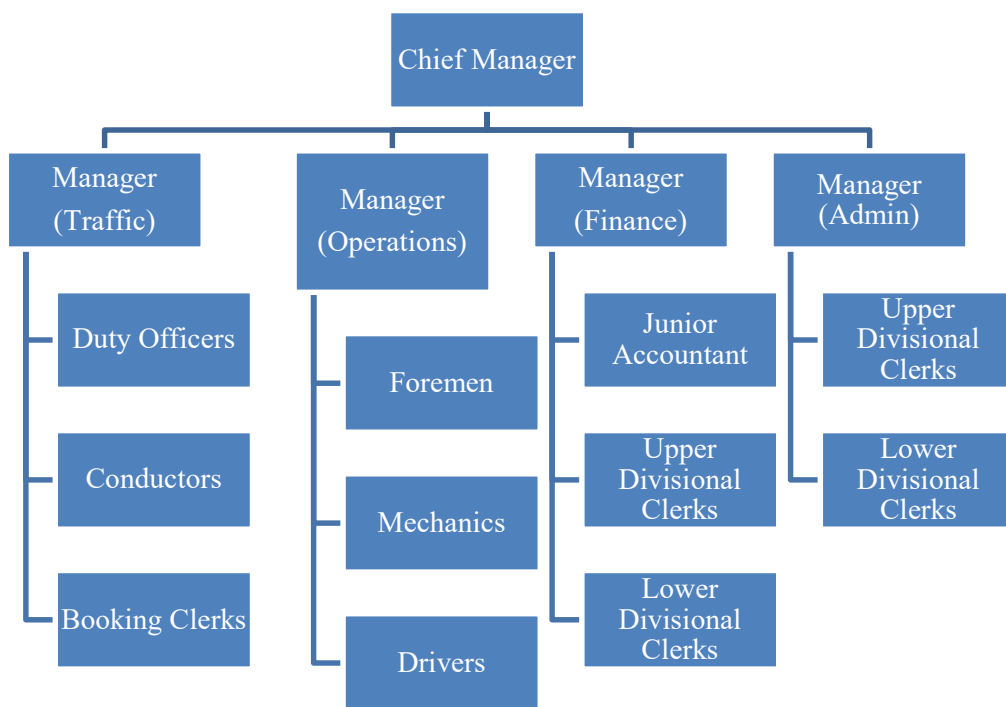 Chief Manager
Manager
(Traffic)
Manager
(Operations)
Manager
(Finance)
Manager
(Admin)
Duty Officers
Conductors
Booking Clerks
Foremen
Mechanics
Drivers
Junior
Accountant
Upper
Divisional
Clerks
Lower
Divisional
Clerks
Upper
Divisional
Clerks
Lower
Divisional
Clerks